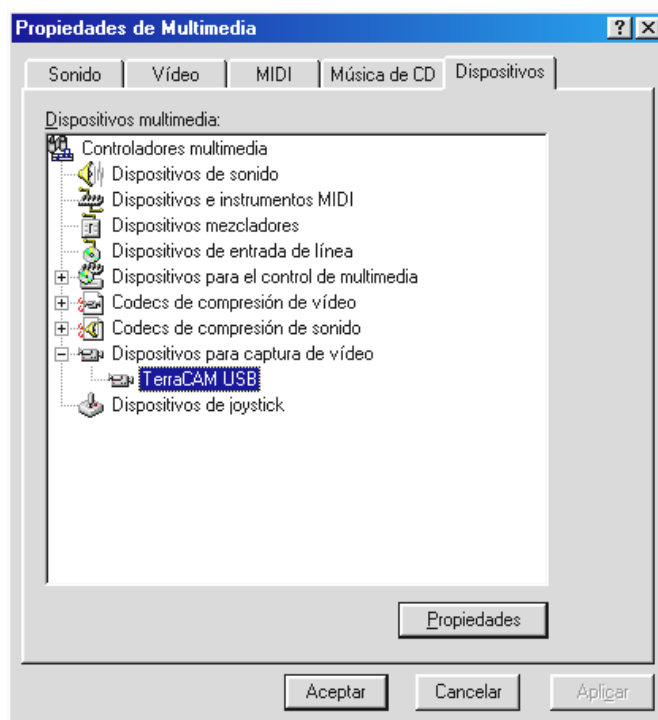 Propiedades de Multimedia
Sonido Vídeo MIDI Música de CD Dispositivos
Dispositivos multimedia:
Controladores multimedia
Dispositivos de sonido
Dispositivos e instrumentos MIDI
Dispositivos mezcladores
Dispositivos de entrada de línea
Dispositivos para el control de multimedia
Codecs de compresión de vídeo
Codecs de compresión de sonido
Dispositivos para captura de vídeo
TerraCAM USB
Dispositivos de joystick
Propiedades
Aceptar Cancelar Aplicar